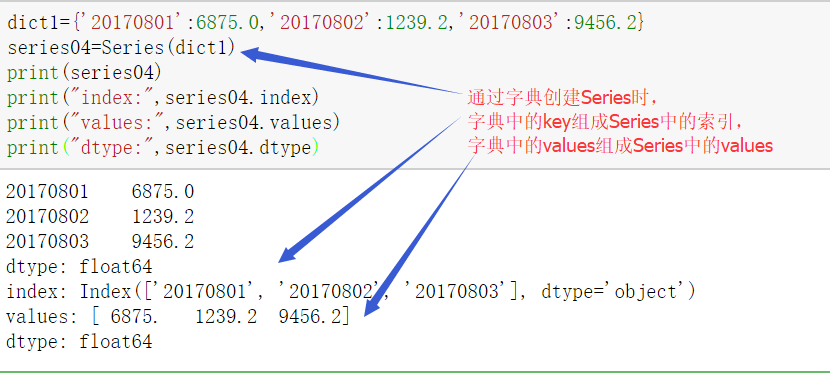 dict1={'20170801':6875.0,'20170802':1239.2,'20170803':9456.2}
series04=Series(dict1)
print(series04)
print("index:",series04.index)
print("values:",series04.values)
print("dtype:",series04.dtype)
通过字典创建Series时，
字典中的key组成Series中的索引，
字典中的values组成Series中的values
20170801    6875.0
20170802    1239.2
20170803    9456.2
dtype: float64
index: Index(['20170801', '20170802', '20170803'], dtype='object')
values: [ 6875.   1239.2  9456.2]
dtype: float64